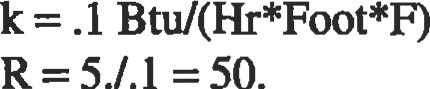 k = .1 Btu/(Hr*Foot*F)
R = 5./.1 = 50.